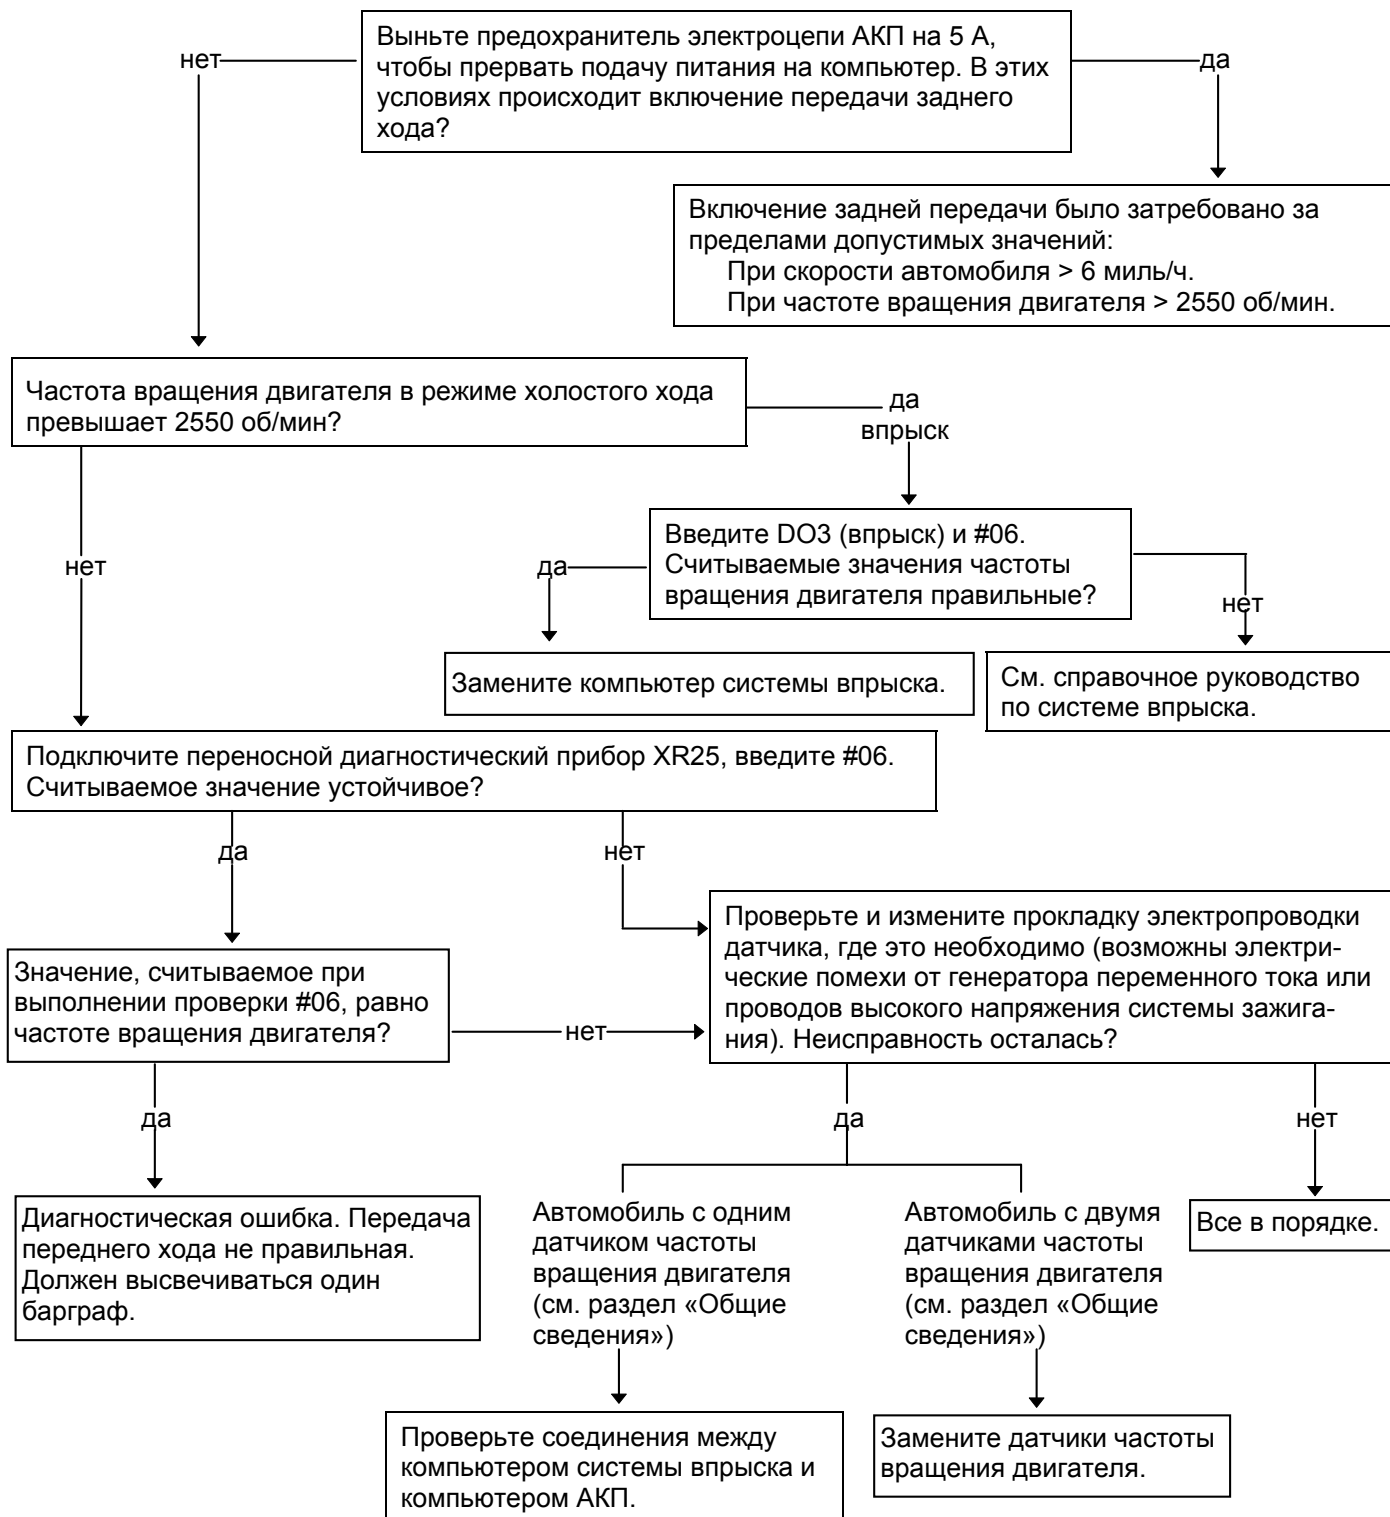 Выньте предохранитель электроцепи АКП на 5 А,
чтобы прервать подачу питания на компьютер. В этих
условиях происходит включение передачи заднего
хода?
нет
да
Включение задней передачи было затребовано за
пределами допустимых значений:
При скорости автомобиля > 6 миль/ч.
При частоте вращения двигателя > 2550 об/мин.
Частота вращения двигателя в режиме холостого хода
превышает 2550 об/мин?
да
впрыск
нет
Введите DO3 (впрыск) и #06.
Считываемые значения частоты
вращения двигателя правильные?
да
нет
Замените компьютер системы впрыска.
См. справочное руководство
по системе впрыска.
Подключите переносной диагностический прибор XR25, введите #06.
Считываемое значение устойчивое?
да
нет
Проверьте и измените прокладку электропроводки
датчика, где это необходимо (возможны электри-
ческие помехи от генератора переменного тока или
проводов высокого напряжения системы зажига-
ния). Неисправность осталась?
Значение, считываемое при
выполнении проверки #06, равно
частоте вращения двигателя?
нет
да
да
нет
Диагностическая ошибка. Передача
переднего хода не правильная.
Должен высвечиваться один
барграф.
Автомобиль с одним
датчиком частоты
вращения двигателя
(см. раздел «Общие
сведения»)
Автомобиль с двумя
датчиками частоты
вращения двигателя
(см. раздел «Общие
сведения»)
Все в порядке.
Проверьте соединения между
компьютером системы впрыска и
компьютером АКП.
Замените датчики частоты
вращения двигателя.